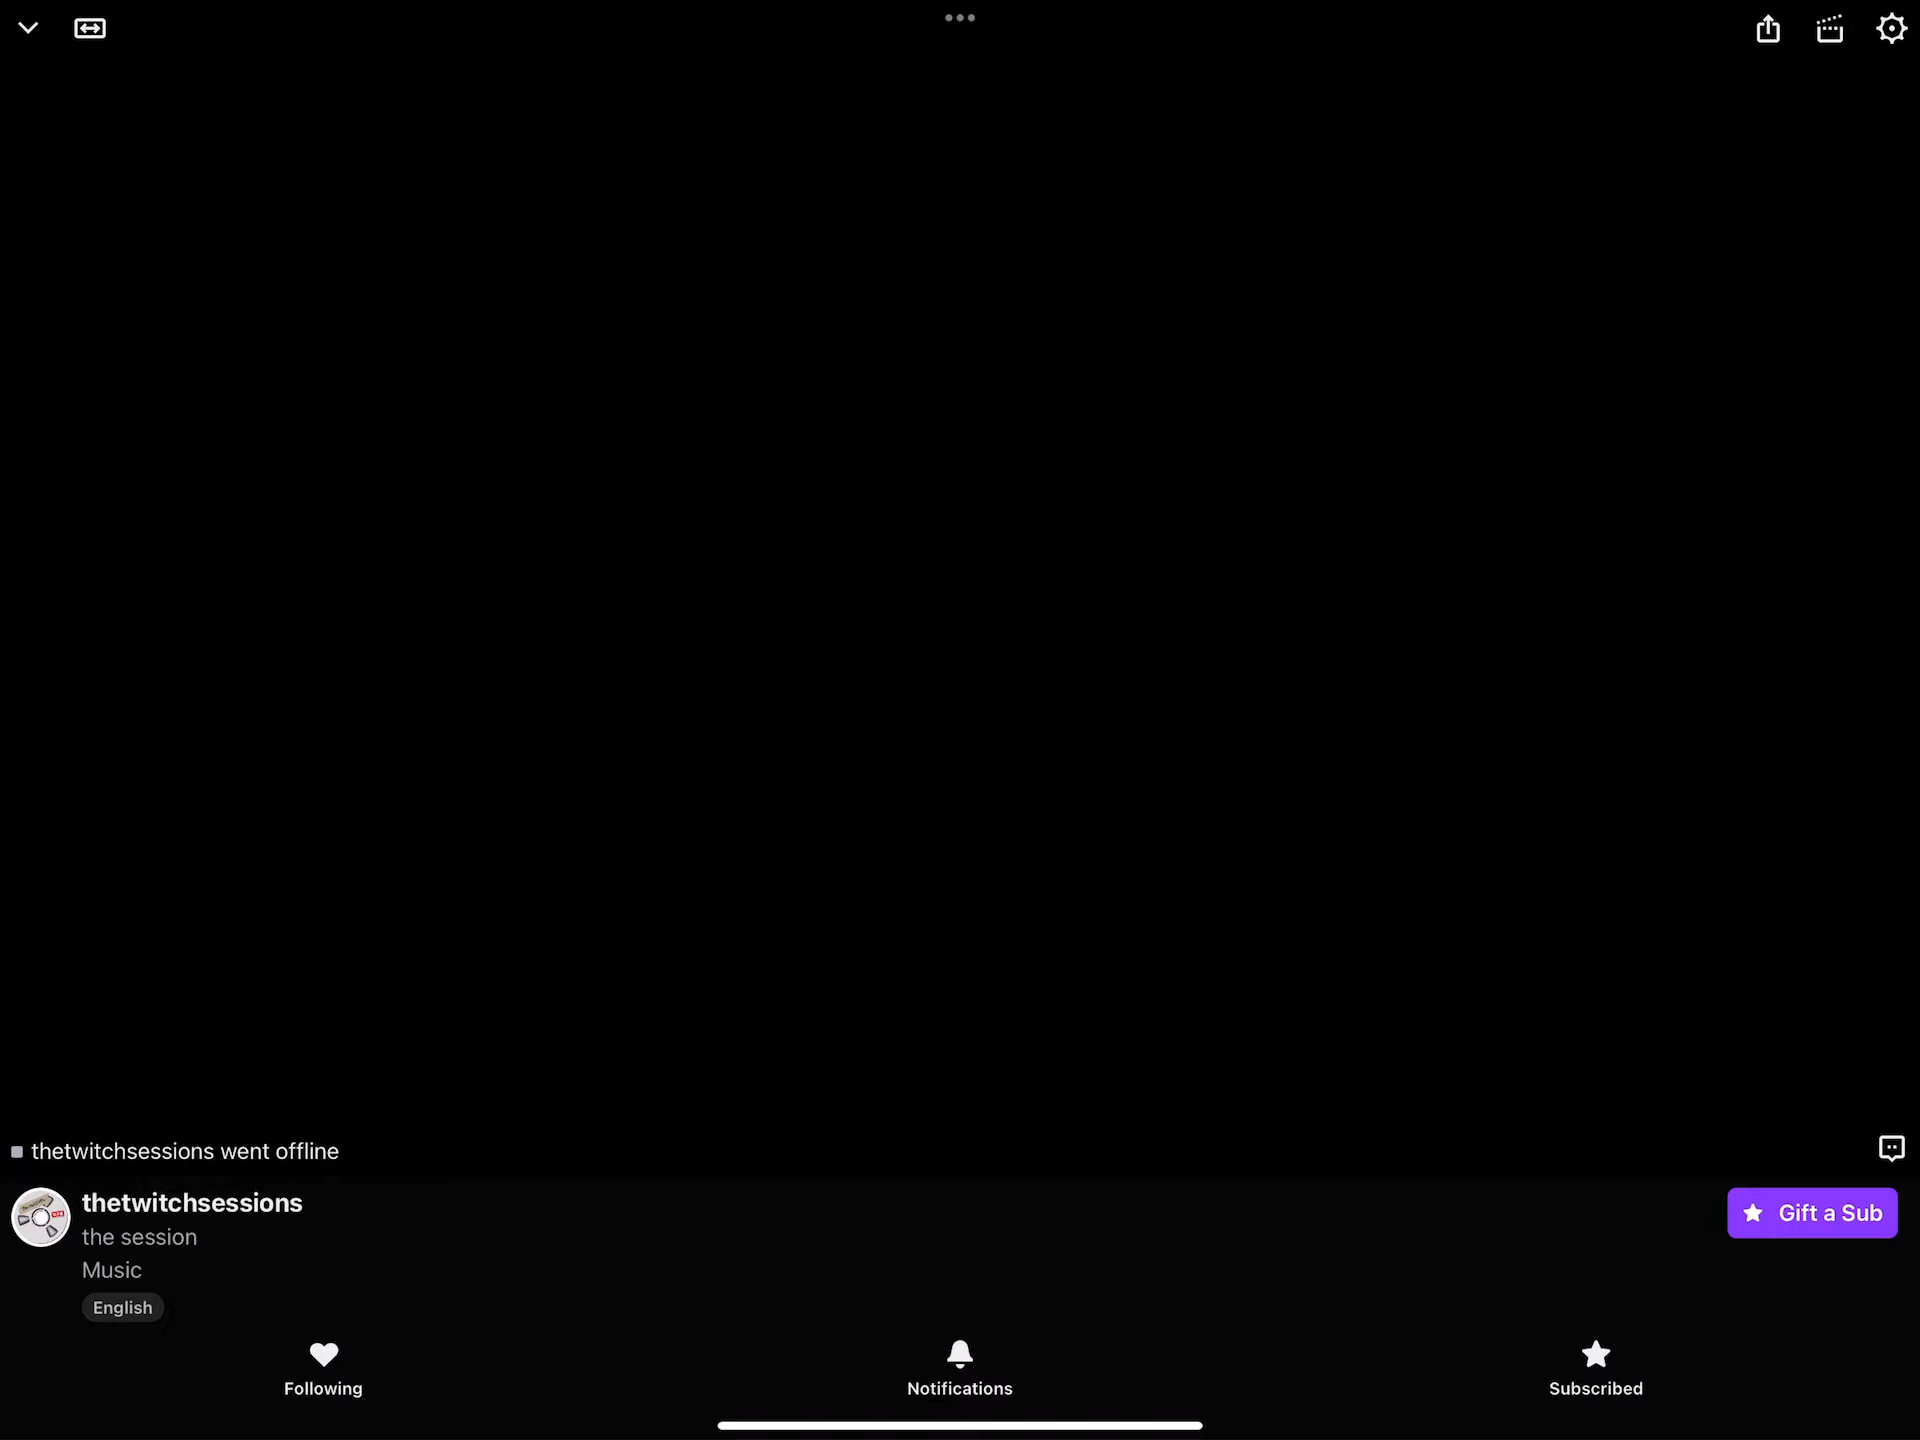 thetwitchsessions went offline
thetwitchsessions
the session
Music
English
Gift a Sub
Following
Notifications
Subscribed